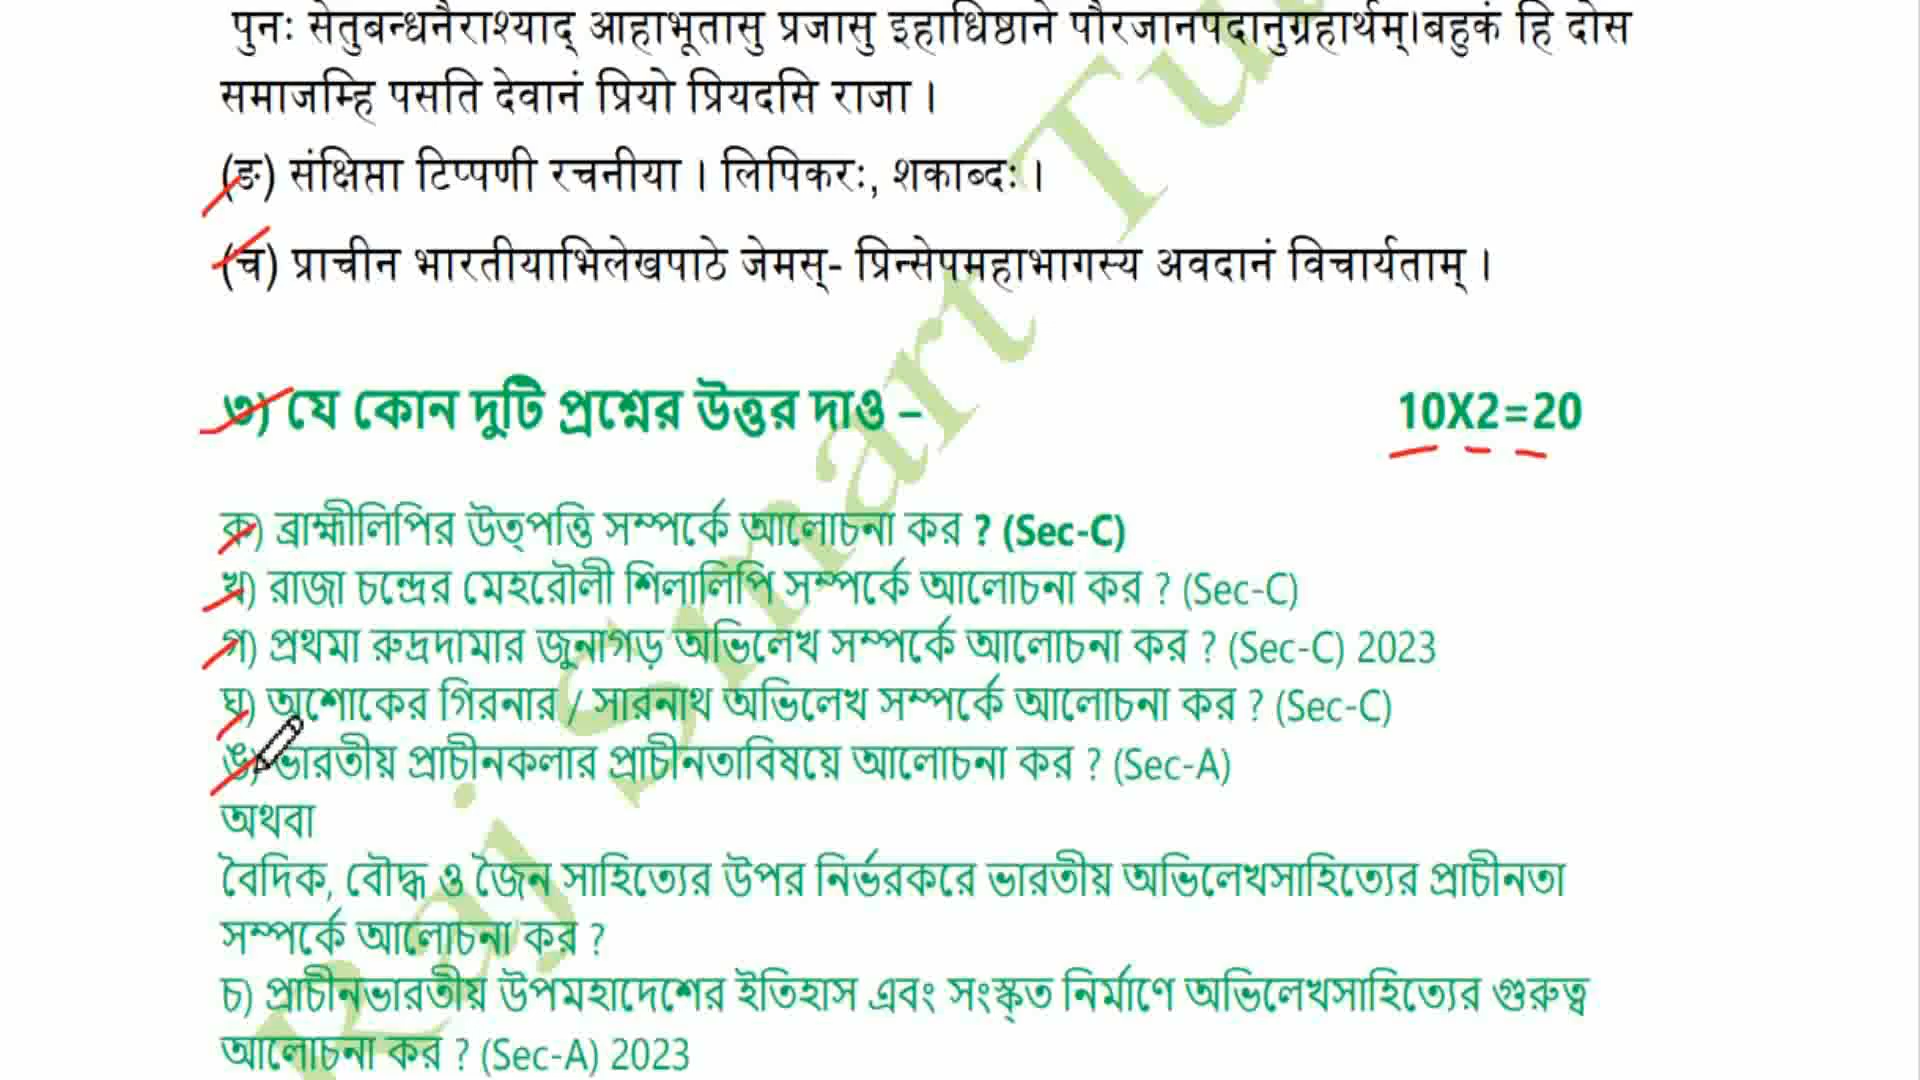 पुनः सेतुबन्धनैराश्याद् आहाभूतासु प्रजासु इहाधिष्ठाने पौरजानपदानुग्रहार्थम्।बहुकं हि दोस
समाजम्हि पसति देवानं प्रियो प्रियदसि राजा ।
(ङ) संक्षिप्ता टिप्पणी रचनीया । लिपिकरः, शकाब्दः ।
(च) प्राचीन भारतीयाभिलेखपाठे जेमस्- प्रिन्सेपमहाभागस्य अवदानं विचार्यताम् ।
৩) যে কোন দুটি প্রশ্নের উত্তর দাও – 10X2=20
ক) ব্রাহ্মীলিপির উত্পত্তি সম্পর্কে আলোচনা কর ? (Sec-C)
খ) রাজা চন্দ্রের মেহরৌলী শিলালিপি সম্পর্কে আলোচনা কর ? (Sec-C)
গ) প্রথমা রুদ্রদামার জুনাগড় অভিলেখ সম্পর্কে আলোচনা কর ? (Sec-C) 2023
ঘ) অশোকের গিরনার / সারনাথ অভিলেখ সম্পর্কে আলোচনা কর ? (Sec-C)
ঙ) ভারতীয় প্রাচীনকলার প্রাচীনতাবিষয়ে আলোচনা কর ? (Sec-A)
অথবা
বৈদিক, বৌদ্ধ ও জৈন সাহিত্যের উপর নির্ভরকরে ভারতীয় অভিলেখসাহিত্যের প্রাচীনতা
সম্পর্কে আলোচনা কর ?
চ) প্রাচীনভারতীয় উপমহাদেশের ইতিহাস এবং সংস্কৃত নির্মাণে অভিলেখসাহিত্যের গুরুত্ব
আলোচনা কর ? (Sec-A) 2023
Raj Smart Tu